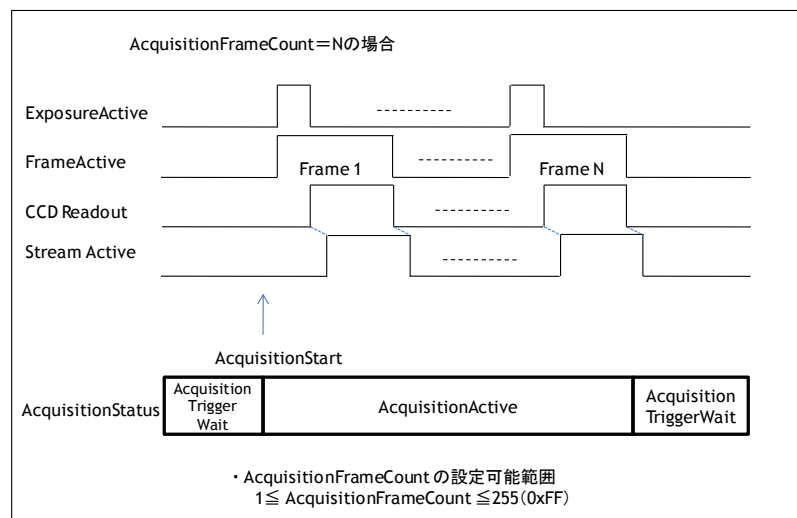 AcquisitionFrameCount＝Nの場合
ExposureActive
FrameActive
Frame 1
Frame N
CCD Readout
Stream Active
AcquisitionStart
AcquisitionStatus
Acquisition
Trigger
Wait
AcquisitionActive
Acquisition
TriggerWait
・AcquisitionFrameCount の設定可能範囲
1≦ AcquisitionFrameCount ≦255(0xFF)